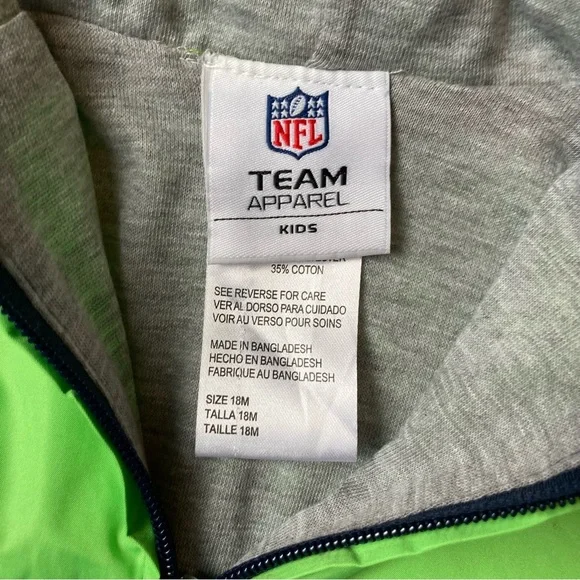 NFL
TEAM
APPAREL
KIDS
35% COTON
SEE REVERSE FOR CARE
VER AL DORSO PARA CUIDADO
VOIR AU VERSO POUR SOINS
MADE IN BANGLADESH
HECHO EN BANGLADESH
FABRIQUE AU BANGLADESH
SIZE 18M
TALLA 18M
TAILLE 18M